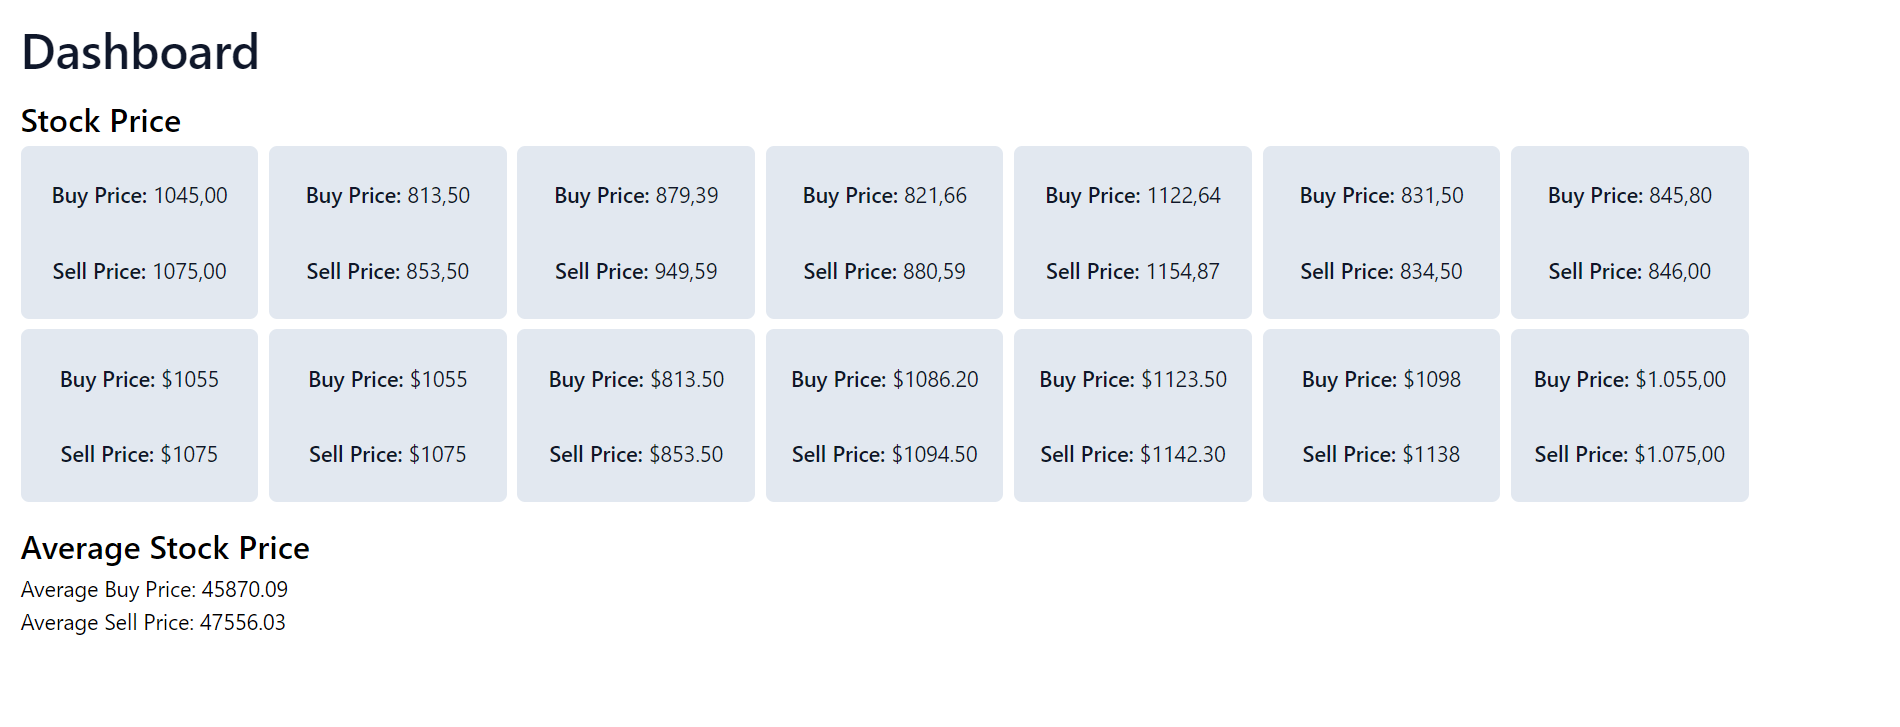 Dashboard
Stock Price
Buy Price: 1045,00
Sell Price: 1075,00
Buy Price: 813,50
Sell Price: 853,50
Buy Price: 879,39
Sell Price: 949,59
Buy Price: 821,66
Sell Price: 880,59
Buy Price: 1122,64
Sell Price: 1154,87
Buy Price: 831,50
Sell Price: 834,50
Buy Price: 845,80
Sell Price: 846,00
Buy Price: $1055
Sell Price: $1075
Buy Price: $1055
Sell Price: $1075
Buy Price: $813.50
Sell Price: $853.50
Buy Price: $1086.20
Sell Price: $1094.50
Buy Price: $1123.50
Sell Price: $1142.30
Buy Price: $1098
Sell Price: $1138
Buy Price: $1.055,00
Sell Price: $1.075,00
Average Stock Price
Average Buy Price: 45870.09
Average Sell Price: 47556.03